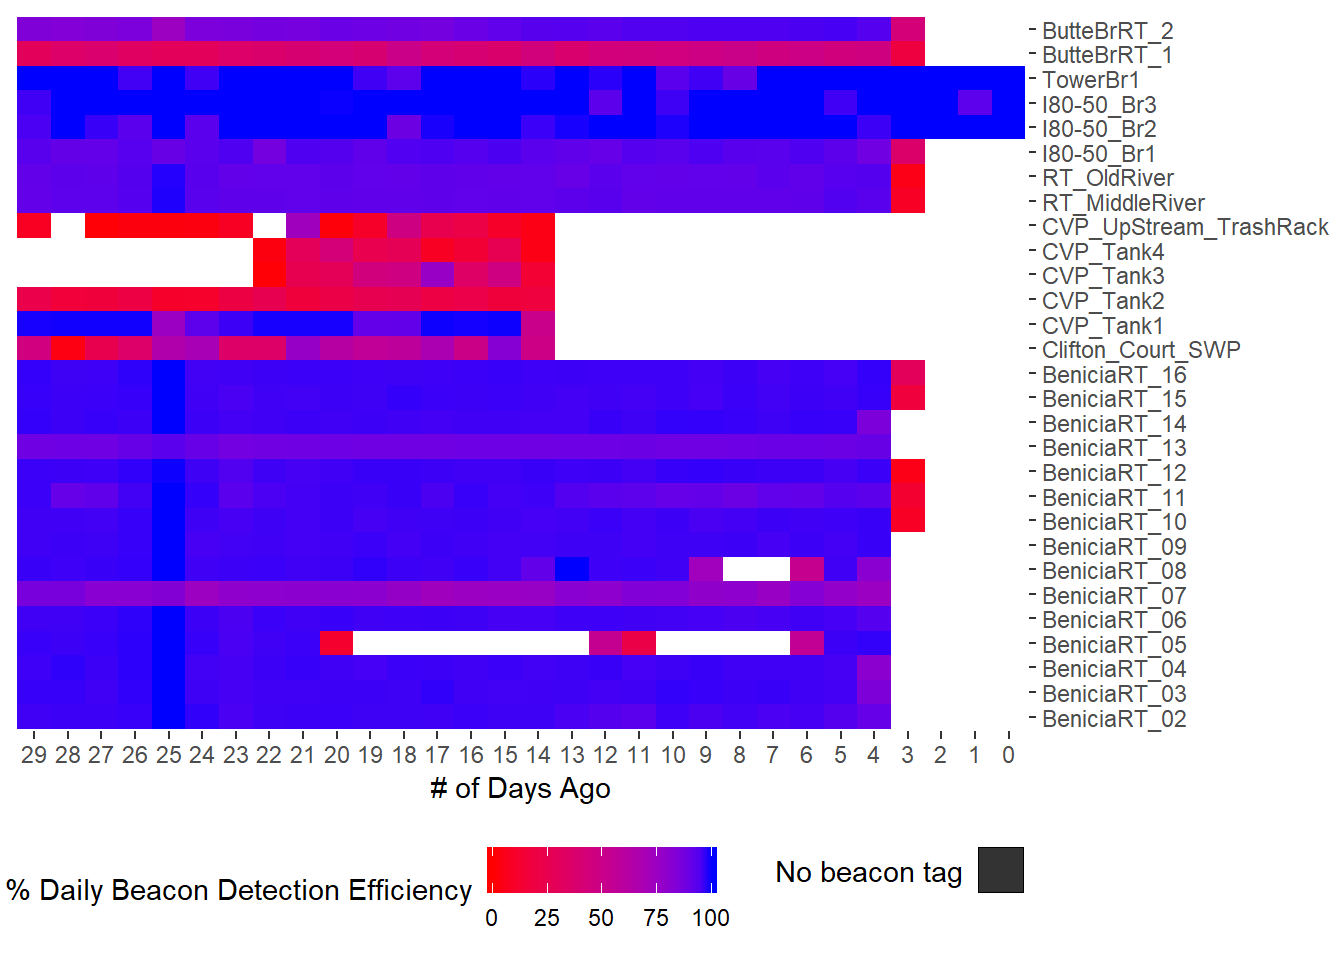 ButteBrRT_2
ButteBrRT_1
TowerBr1
I80-50_Br3
I80-50_Br2
I80-50_Br1
RT_OldRiver
RT_MiddleRiver
CVP_UpStream_TrashRack
CVP_Tank4
CVP_Tank3
CVP_Tank2
CVP_Tank1
Clifton_Court_SWP
BeniciaRT_16
BeniciaRT_15
BeniciaRT_14
BeniciaRT_13
BeniciaRT_12
BeniciaRT_11
BeniciaRT_10
BeniciaRT_09
BeniciaRT_08
BeniciaRT_07
BeniciaRT_06
BeniciaRT_05
BeniciaRT_04
BeniciaRT_03
BeniciaRT_02
29 28 27 26 25 24 23 22 21 20 19 18 17 16 15 14 13 12 11 10 9 8 7 6 5 4 3 2 1 0
# of Days Ago
% Daily Beacon Detection Efficiency
0 25 50 75 100
No beacon tag